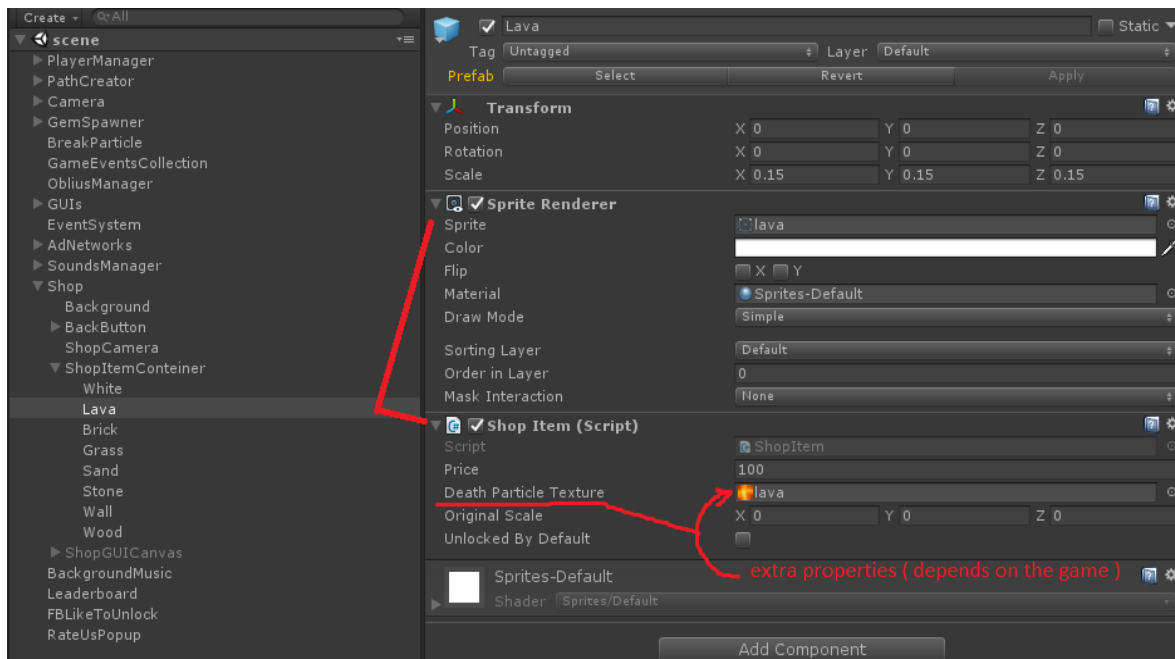 Create
All
scene
PlayerManager
PathCreator
Camera
GemSpawner
BreakParticle
GameEventsCollection
ObliusManager
GUIs
EventSystem
AdNetworks
SoundsManager
Shop
Background
BackButton
ShopCamera
ShopItemConteiner
White
Lava
Brick
Grass
Sand
Stone
Wall
Wood
ShopGUICanvas
BackgroundMusic
Leaderboard
FBLikeToUnlock
RateUsPopup
Lava Static
Tag Untagged Layer Default
Prefab Select Revert Apply
Transform
Position X 0 Y 0 Z 0
Rotation X 0 Y 0 Z 0
Scale X 0.15 Y 0.15 Z 0.15
Sprite Renderer
Sprite lava
Color
Flip X Y
Material Sprites-Default
Draw Mode Simple
Sorting Layer Default
Order in Layer 0
Mask Interaction None
Shop Item (Script)
Script ShopItem
Price 100
Death Particle Texture lava
Original Scale X 0 Y 0 Z 0
Unlocked By Default
extra properties ( depends on the game )
Sprites-Default
Shader Sprites/Default
Add Component